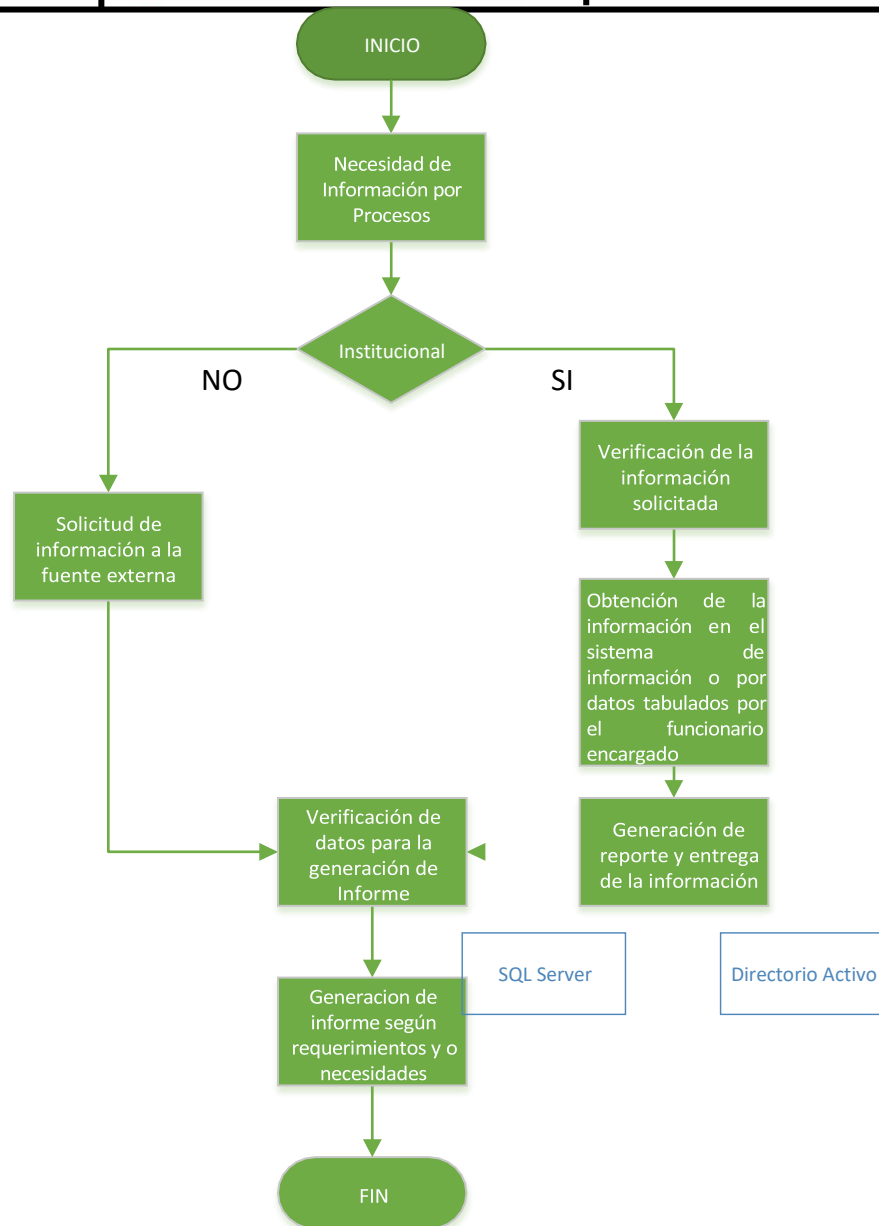 INICIO
Necesidad de
Información por
Procesos
Institucional
NO
SI
Verificación de la
información
solicitada
Solicitud de
información a la
fuente externa
Obtención de la
información en el
sistema de
información o por
datos tabulados por
el funcionario
encargado
Verificación de
datos para la
generación de
Informe
Generación de
reporte y entrega
de la información
SQL Server
Directorio Activo
Generacion de
informe según
requerimientos y o
necesidades
FIN